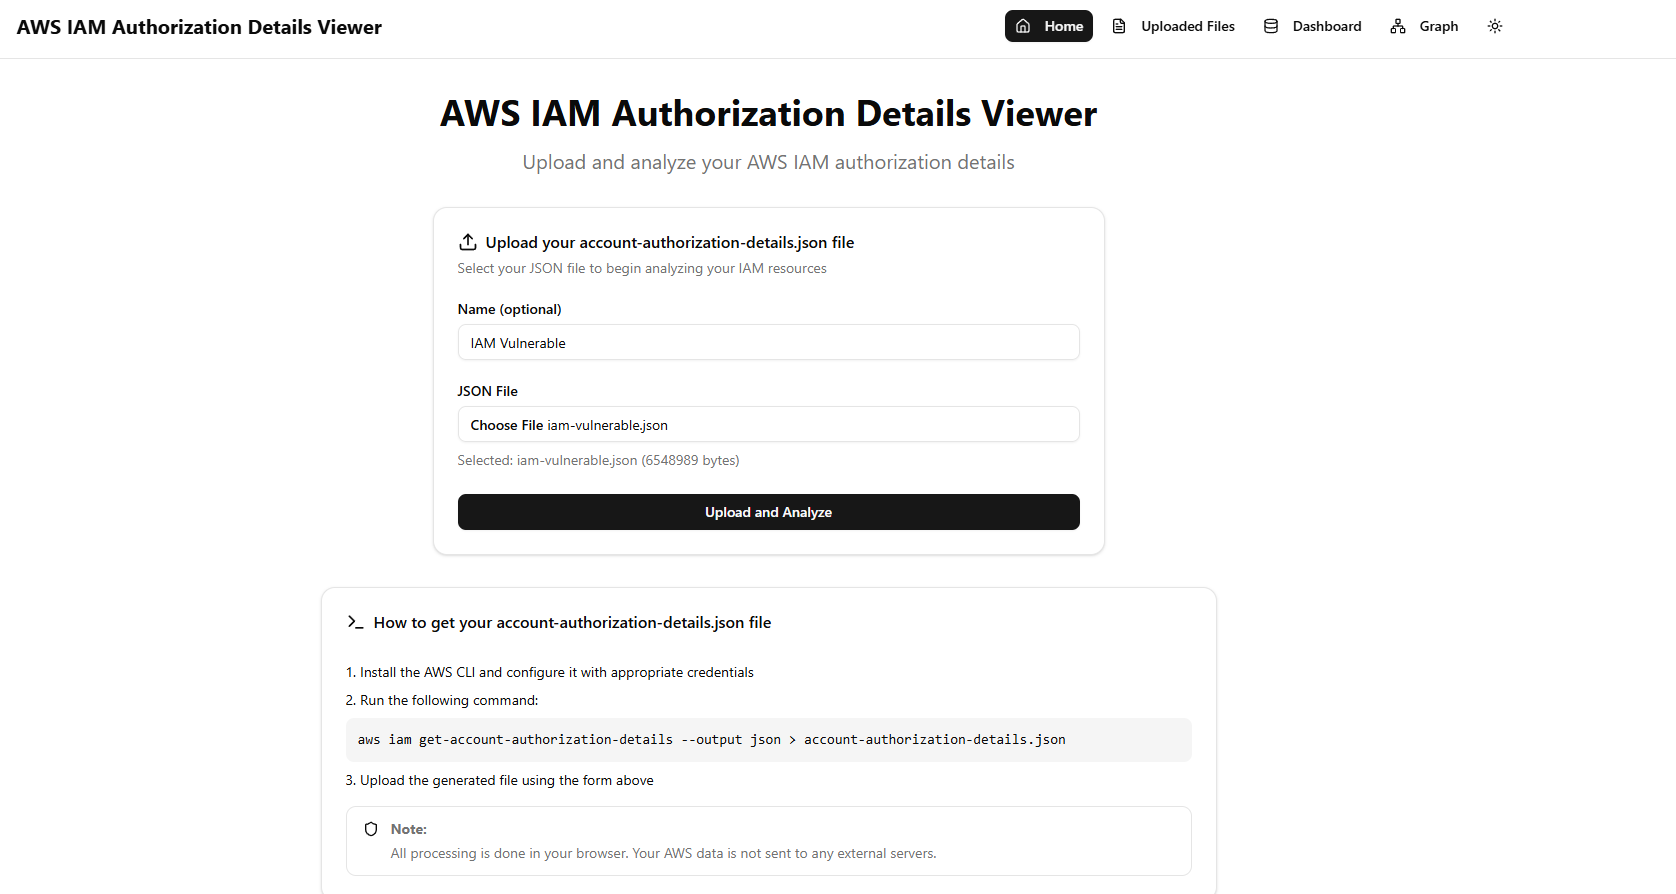 AWS IAM Authorization Details Viewer
Home
Uploaded Files
Dashboard
Graph
AWS IAM Authorization Details Viewer
Upload and analyze your AWS IAM authorization details
Upload your account-authorization-details.json file
Select your JSON file to begin analyzing your IAM resources
Name (optional)
IAM Vulnerable
JSON File
Choose File iam-vulnerable.json
Selected: iam-vulnerable.json (6548989 bytes)
Upload and Analyze
How to get your account-authorization-details.json file
1. Install the AWS CLI and configure it with appropriate credentials
2. Run the following command:
aws iam get-account-authorization-details --output json > account-authorization-details.json
3. Upload the generated file using the form above
Note:
All processing is done in your browser. Your AWS data is not sent to any external servers.